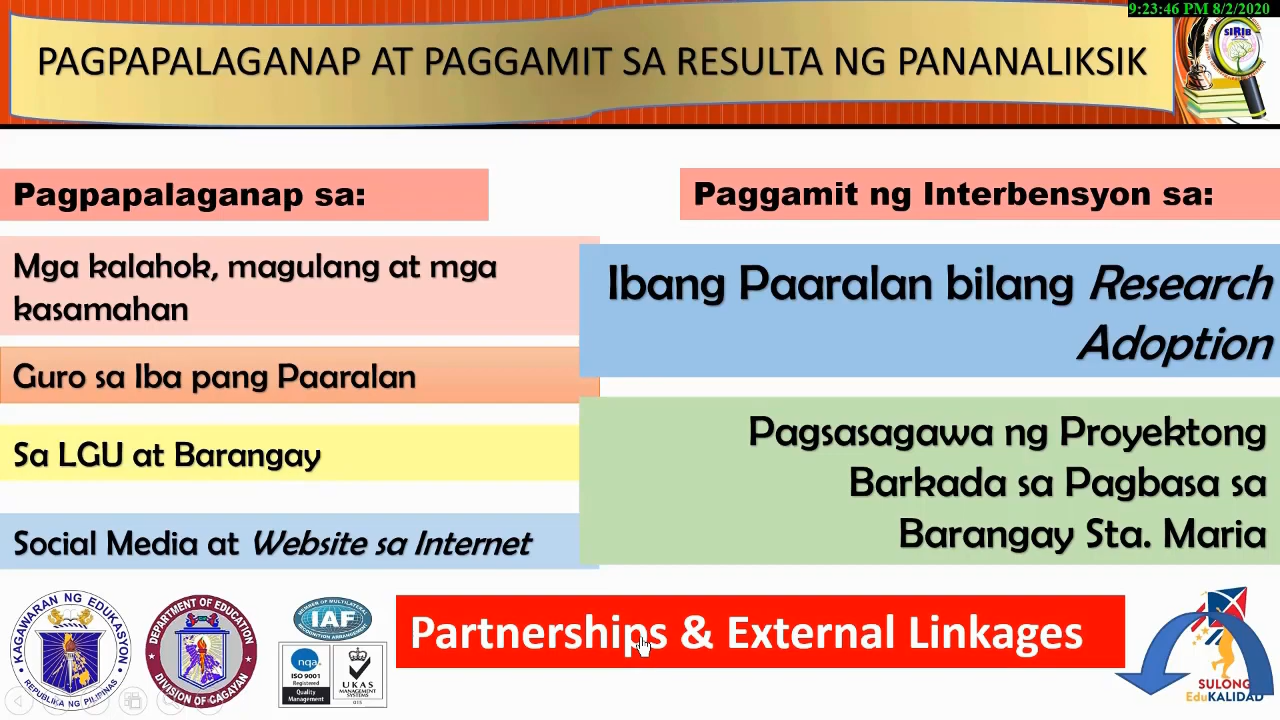 9:23:46 PM 8/2/2020
PAGPAPALAGANAP AT PAGGAMIT SA RESULTA NG PANANALIKSIK
SIRIB
Pagpapalaganap sa:
Mga kalahok, magulang at mga
kasamahan
Guro sa Iba pang Paaralan
Sa LGU at Barangay
Social Media at Website sa Internet
Paggamit ng Interbensyon sa:
Ibang Paaralan bilang Research
Adoption
Pagsasagawa ng Proyektong
Barkada sa Pagbasa sa
Barangay Sta. Maria
Partnerships & External Linkages
KAGAWARAN NG EDUKASYON
REPUBLIKA NG PILIPINAS
DEPARTMENT OF EDUCATION
DIVISION OF CAGAYAN
MEMBER OF MULTILATERAL
RECOGNITION ARRANGEMENT
IAF
nqa.
ISO 9001
Registered
Quality
Management
UKAS
MANAGEMENT
SYSTEMS
015
SULONG
EduKALIDAD